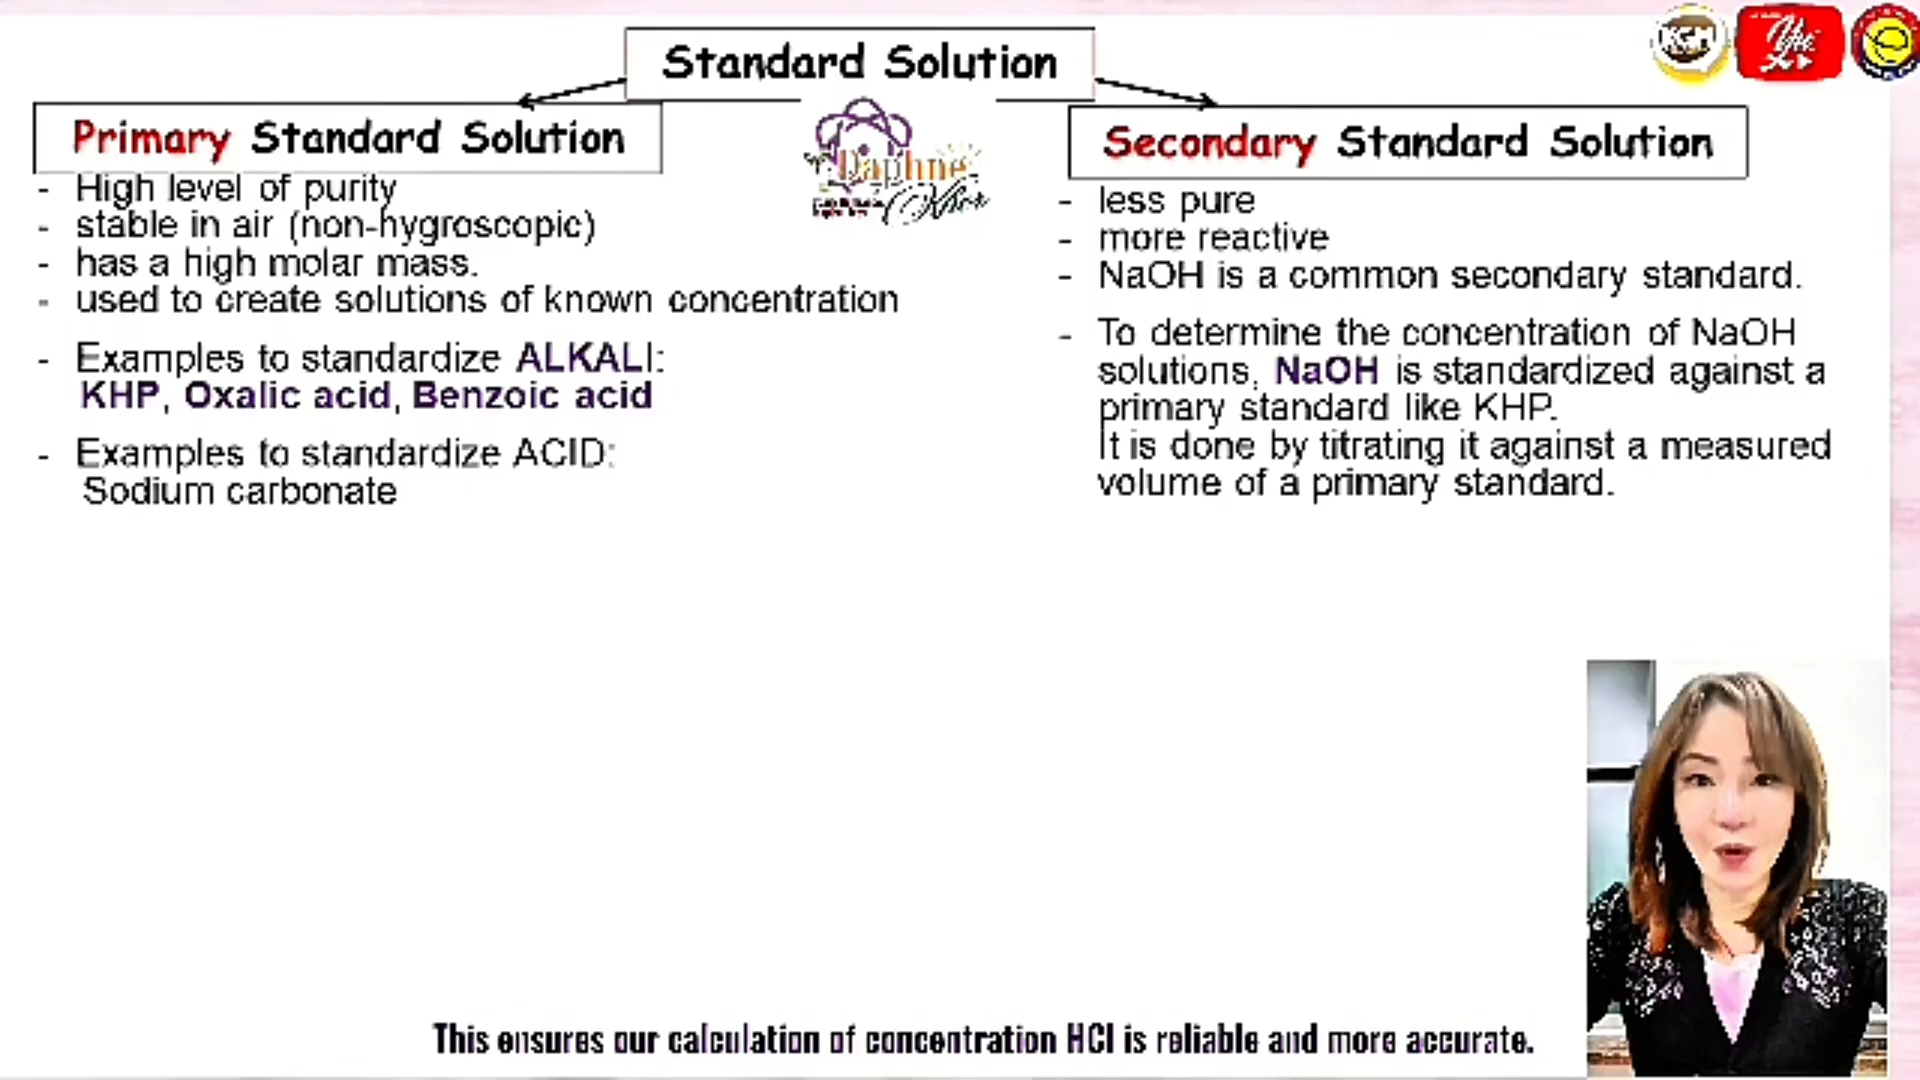 Standard Solution
Primary Standard Solution
- High level of purity
- stable in air (non-hygroscopic)
- has a high molar mass.
- used to create solutions of known concentration
- Examples to standardize ALKALI:
KHP, Oxalic acid, Benzoic acid
- Examples to standardize ACID:
Sodium carbonate
Daphne
Secondary Standard Solution
- less pure
- more reactive
- NaOH is a common secondary standard.
- To determine the concentration of NaOH
solutions, NaOH is standardized against a
primary standard like KHP.
It is done by titrating it against a measured
volume of a primary standard.
KGH
This ensures our calculation of concentration HCl is reliable and more accurate.